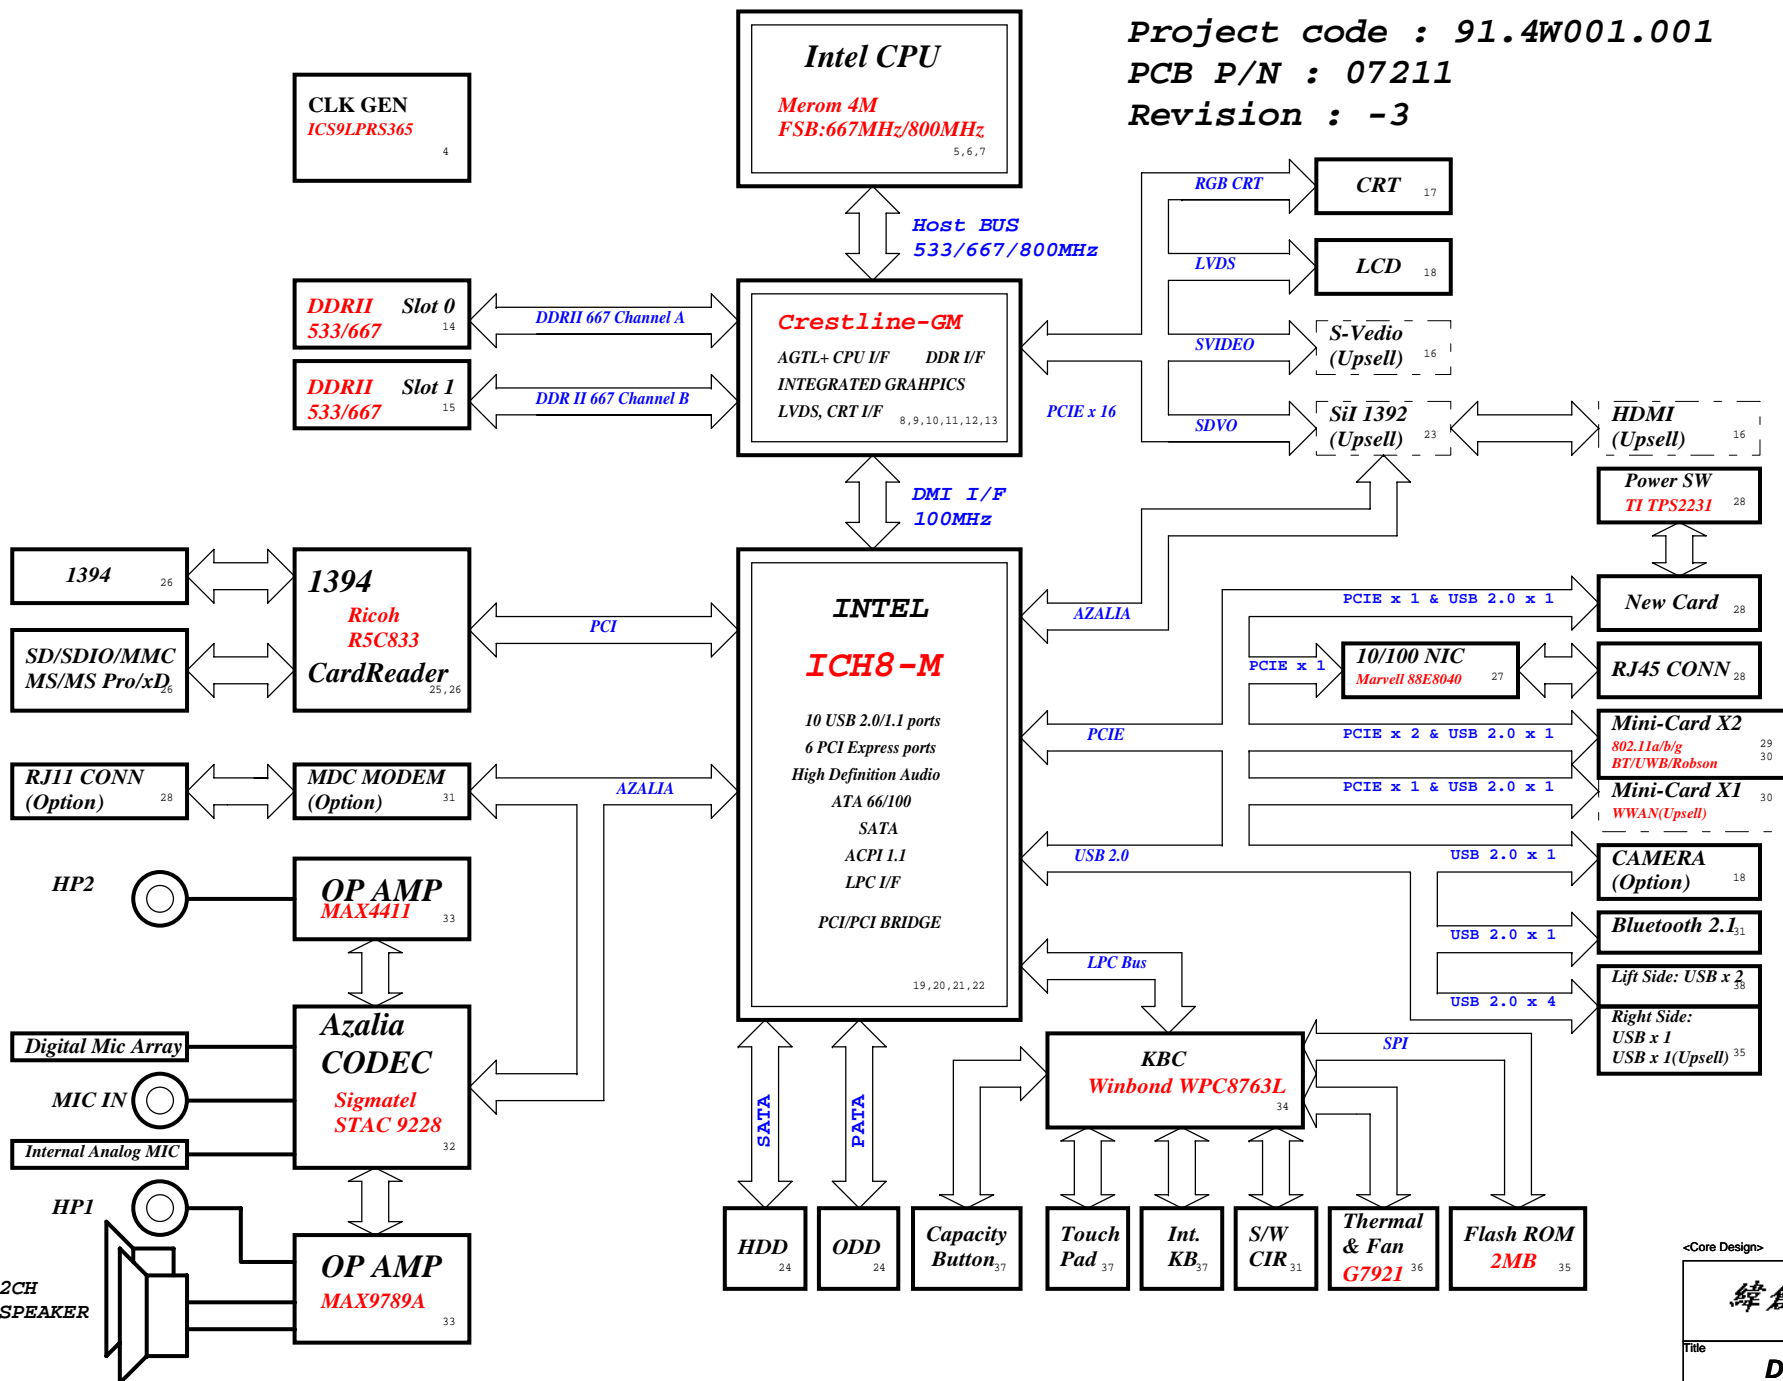 Project code : 91.4W001.001
PCB P/N : 07211
Revision : -3
Intel CPU
Merom 4M
FSB:667MHz/800MHz
5,6,7
CLK GEN
ICS9LPRS365
4
Host BUS
533/667/800MHz
RGB CRT
CRT
17
LVDS
LCD
18
SVIDEO
S-Vedio
(Upsell)
16
PCIE x 16
SDVO
SiI 1392
(Upsell)
23
HDMI
(Upsell)
16
DDRII Slot 0
533/667
14
DDRII 667 Channel A
DDRII Slot 1
533/667
15
DDR II 667 Channel B
Crestline-GM
AGTL+ CPU I/F DDR I/F
INTEGRATED GRAHPICS
LVDS, CRT I/F
8,9,10,11,12,13
DMI I/F
100MHz
Power SW
TI TPS2231
28
1394
26
1394
Ricoh
R5C833
CardReader
25,26
SD/SDIO/MMC
MS/MS Pro/xD
26
PCI
INTEL
ICH8-M
10 USB 2.0/1.1 ports
6 PCI Express ports
High Definition Audio
ATA 66/100
SATA
ACPI 1.1
LPC I/F
PCI/PCI BRIDGE
19,20,21,22
AZALIA
PCIE x 1 & USB 2.0 x 1
New Card
28
PCIE x 1
10/100 NIC
Marvell 88E8040
27
RJ45 CONN
28
PCIE
PCIE x 2 & USB 2.0 x 1
Mini-Card X2
802.11a/b/g
BT/UWB/Robson
29
30
PCIE x 1 & USB 2.0 x 1
Mini-Card X1
WWAN(Upsell)
30
RJ11 CONN
(Option)
28
MDC MODEM
(Option)
31
AZALIA
USB 2.0
USB 2.0 x 1
CAMERA
(Option)
18
USB 2.0 x 1
Bluetooth 2.1
31
USB 2.0 x 4
Lift Side: USB x 2
38
Right Side:
USB x 1
USB x 1(Upsell)
35
HP2
OP AMP
MAX4411
33
LPC Bus
Azalia
CODEC
Sigmatel
STAC 9228
32
Digital Mic Array
MIC IN
Internal Analog MIC
HP1
OP AMP
MAX9789A
33
2CH
SPEAKER
SATA
PATA
KBC
Winbond WPC8763L
34
SPI
HDD
24
ODD
24
Capacity
Button
37
Touch
Pad
37
Int.
KB
37
S/W
CIR
31
Thermal
& Fan
G7921
36
Flash ROM
2MB
35
<Core Design>
緯創
Title
D